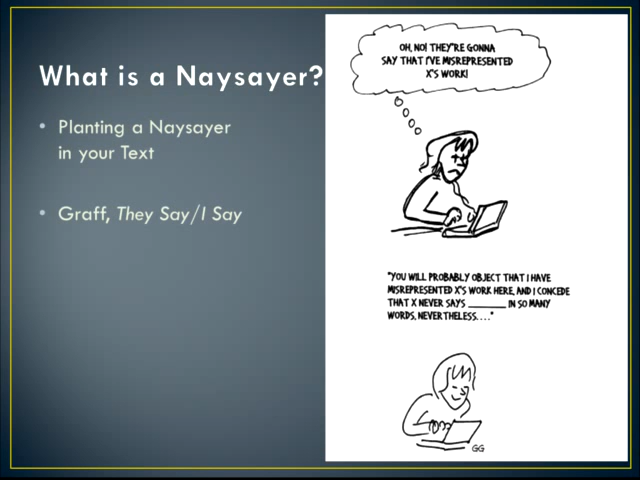 What is a Naysayer?
• Planting a Naysayer
in your Text
• Graff, They Say/I Say
OH, NO! THEY'RE GONNA
SAY THAT I'VE MISREPRESENTED
X'S WORK!
"YOU WILL PROBABLY OBJECT THAT I HAVE
MISREPRESENTED X'S WORK HERE, AND I CONCEDE
THAT X NEVER SAYS ________ IN SO MANY
WORDS, NEVERTHELESS. . . ."
GG